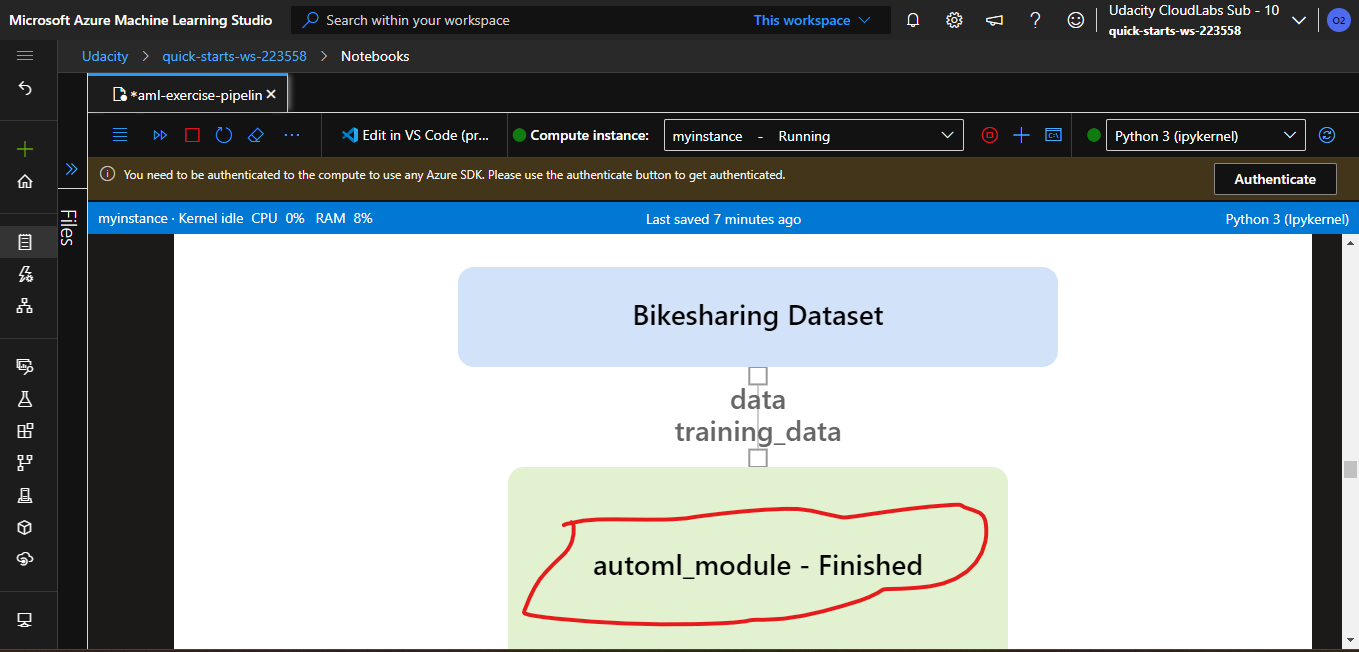 Microsoft Azure Machine Learning Studio
Search within your workspace
This workspace
Udacity CloudLabs Sub - 10
quick-starts-ws-223558
O2
Udacity > quick-starts-ws-223558 > Notebooks
*aml-exercise-pipelin
Edit in VS Code (pr...
Compute instance:
myinstance - Running
Python 3 (ipykernel)
You need to be authenticated to the compute to use any Azure SDK. Please use the authenticate button to get authenticated.
Authenticate
Files
myinstance · Kernel idle CPU 0% RAM 8%
Last saved 7 minutes ago
Python 3 (Ipykernel)
Bikesharing Dataset
data
training_data
automl_module - Finished